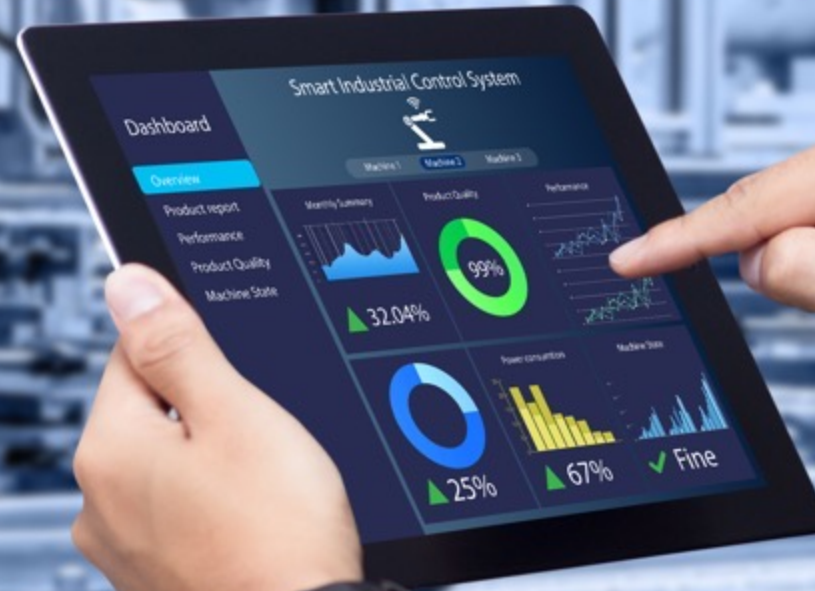 Smart Industrial Control System
Dashboard
Machine 1 Machine 2 Machine 3
Overview
Product report
Performance
Product Quality
Machine State
Monthly Summary
Product Quality
Performance
99%
32.04%
Power consumtion
Machine State
25%
67%
Fine